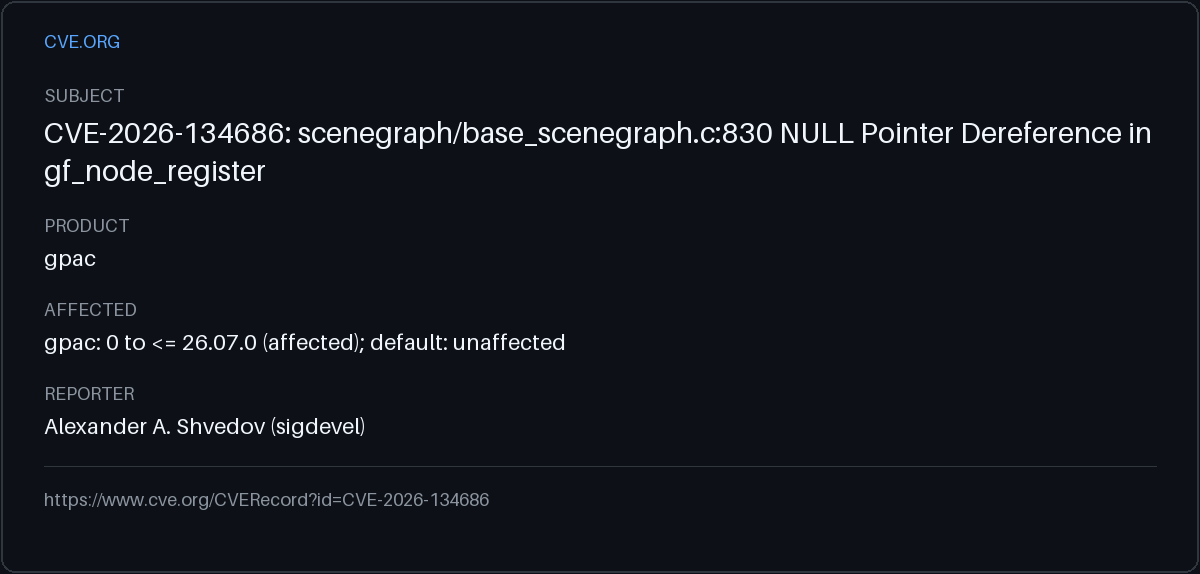 CVE.ORG
SUBJECT
CVE-2026-134686: scenegraph/base_scenegraph.c:830 NULL Pointer Dereference in
gf_node_register
PRODUCT
gpac
AFFECTED
gpac: 0 to <= 26.07.0 (affected); default: unaffected
REPORTER
Alexander A. Shvedov (sigdevel)
https://www.cve.org/CVERecord?id=CVE-2026-134686